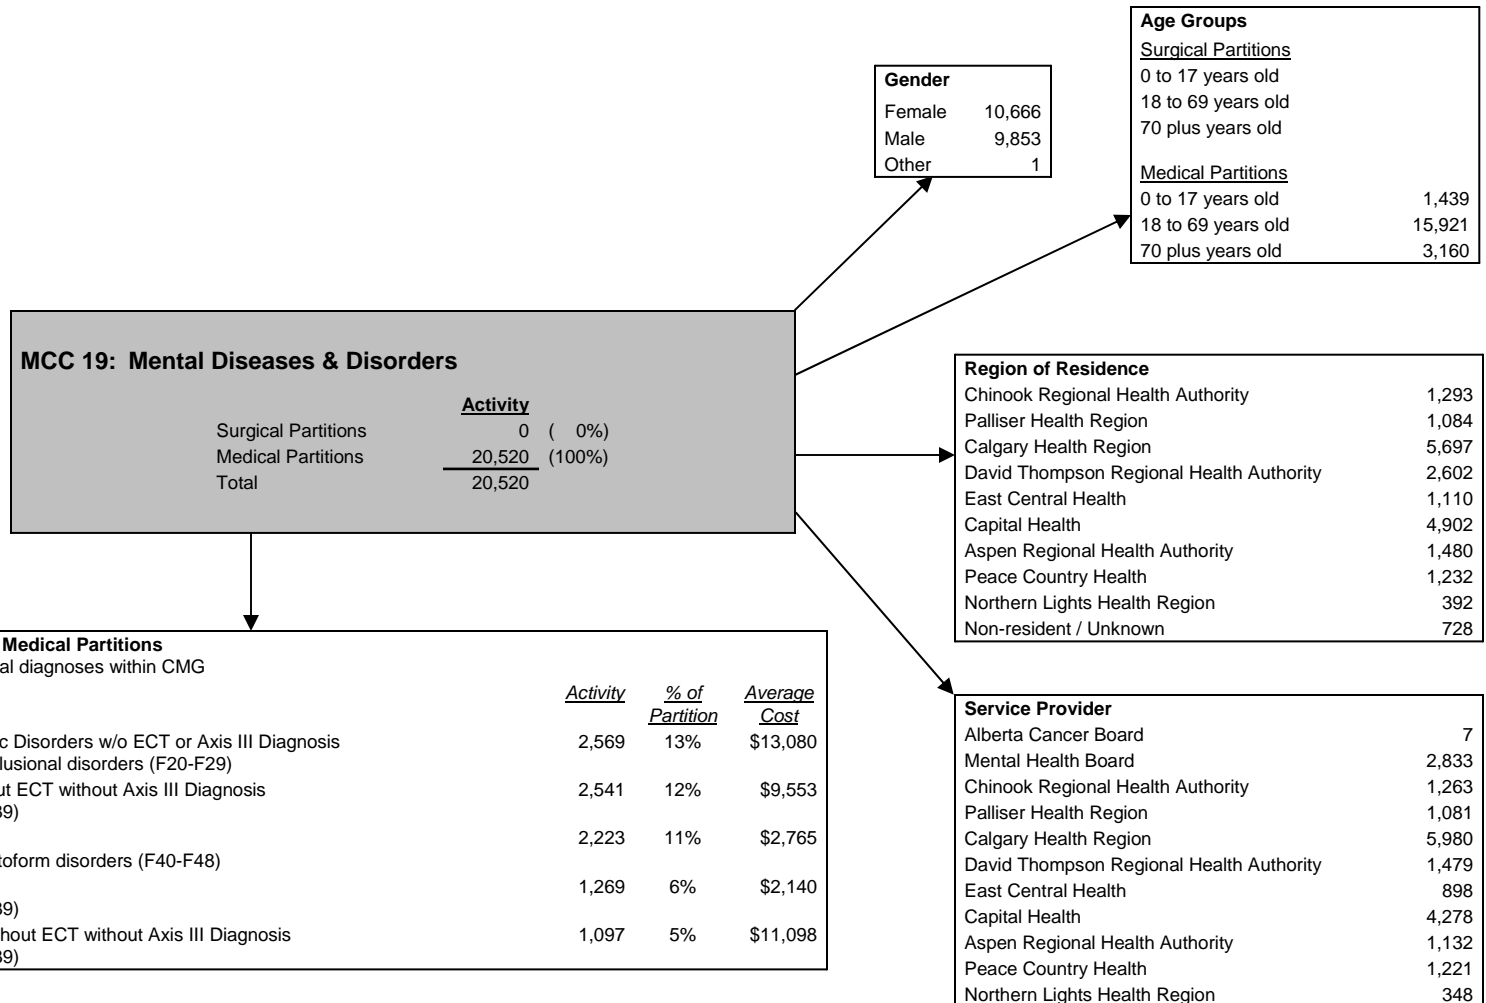 Age Groups
Surgical Partitions
0 to 17 years old
18 to 69 years old
70 plus years old
Medical Partitions
0 to 17 years old 1,439
18 to 69 years old 15,921
70 plus years old 3,160
Gender
Female 10,666
Male 9,853
Other 1
MCC 19: Mental Diseases & Disorders
Activity
Surgical Partitions 0 ( 0%)
Medical Partitions 20,520 (100%)
Total 20,520
Region of Residence
Chinook Regional Health Authority 1,293
Palliser Health Region 1,084
Calgary Health Region 5,697
David Thompson Regional Health Authority 2,602
East Central Health 1,110
Capital Health 4,902
Aspen Regional Health Authority 1,480
Peace Country Health 1,232
Northern Lights Health Region 392
Non-resident / Unknown 728
Medical Partitions
al diagnoses within CMG
Activity % of Average
Partition Cost
c Disorders w/o ECT or Axis III Diagnosis 2,569 13% $13,080
lusional disorders (F20-F29)
ut ECT without Axis III Diagnosis 2,541 12% $9,553
39)
2,223 11% $2,765
toform disorders (F40-F48)
1,269 6% $2,140
39)
hout ECT without Axis III Diagnosis 1,097 5% $11,098
39)
Service Provider
Alberta Cancer Board 7
Mental Health Board 2,833
Chinook Regional Health Authority 1,263
Palliser Health Region 1,081
Calgary Health Region 5,980
David Thompson Regional Health Authority 1,479
East Central Health 898
Capital Health 4,278
Aspen Regional Health Authority 1,132
Peace Country Health 1,221
Northern Lights Health Region 348